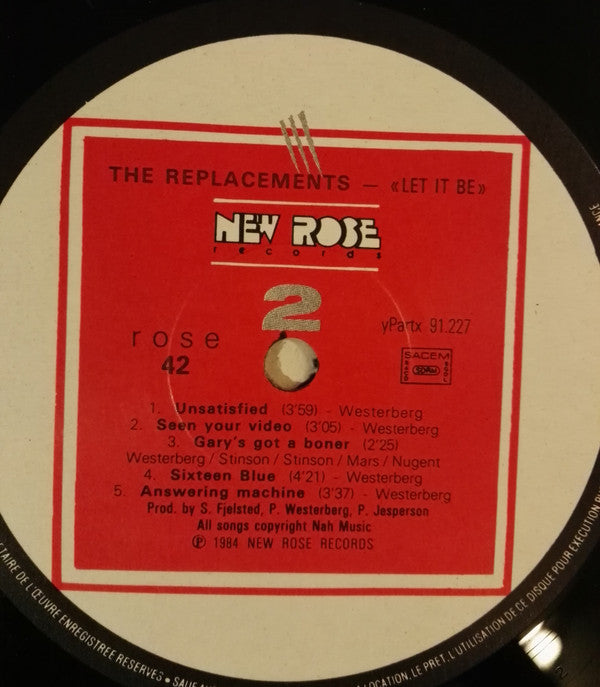 THE REPLACEMENTS — «LET IT BE»
NEW ROSE
records
2
rose
42
yPartx 91.227
SACEM
SDRM
1. Unsatisfied (3'59) - Westerberg
2. Seen your video (3'05) - Westerberg
3. Gary's got a boner (2'25)
Westerberg / Stinson / Stinson / Mars / Nugent
4. Sixteen Blue (4'21) - Westerberg
5. Answering machine (3'37) - Westerberg
Prod. by S. Fjelsted, P. Westerberg, P. Jesperson
All songs copyright Nah Music
Ⓟ 1984 NEW ROSE RECORDS
DE L'ŒUVRE ENREGISTREE RESERVES • SAUF
LOCATION, LE PRET, L'UTILISATION DE CE DISQUE POUR EXECUTION